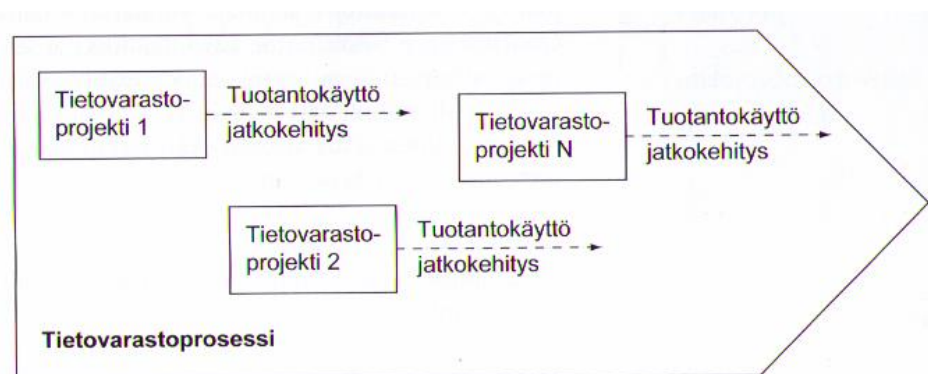 Tietovarasto-
projekti 1
Tuotantokäyttö
jatkokehitys
Tietovarasto-
projekti N
Tuotantokäyttö
jatkokehitys
Tietovarasto-
projekti 2
Tuotantokäyttö
jatkokehitys
Tietovarastoprosessi